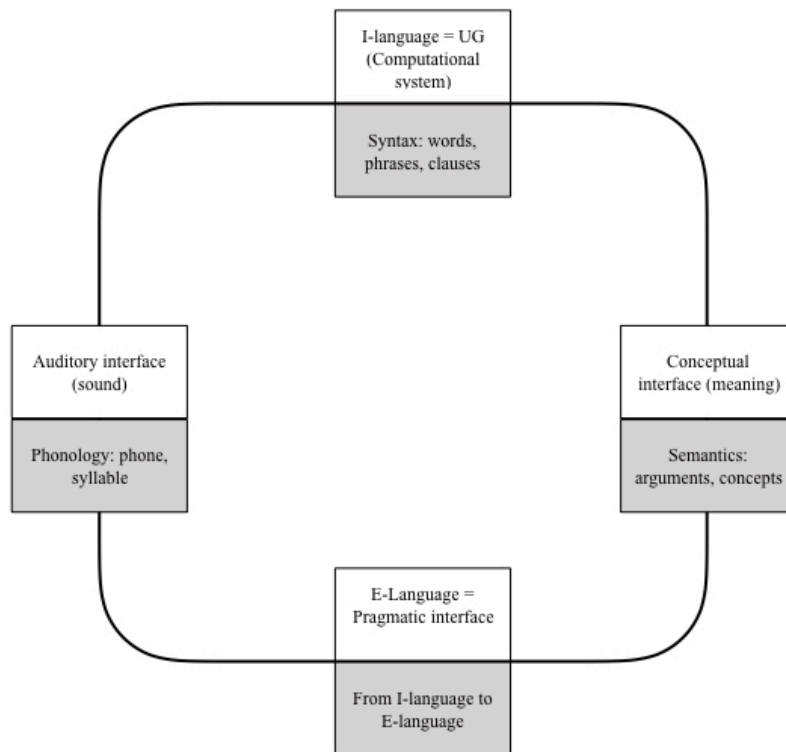 I-language = UG
(Computational
system)
Syntax: words,
phrases, clauses
Auditory interface
(sound)
Phonology: phone,
syllable
Conceptual
interface (meaning)
Semantics:
arguments, concepts
E-Language =
Pragmatic interface
From I-language to
E-language